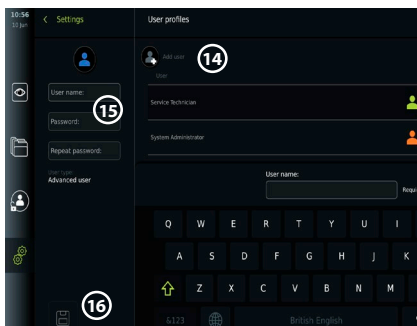 10:56
10 Jun
Settings
User profiles
Add user
14
User
User name:
15
Service Technician
Password:
System Administrator
Repeat password:
User type:
Advanced user
User name:
Requi
Q W E R T Y U I
A S D F G H J K
Z X C V B N M
16
&123
British English